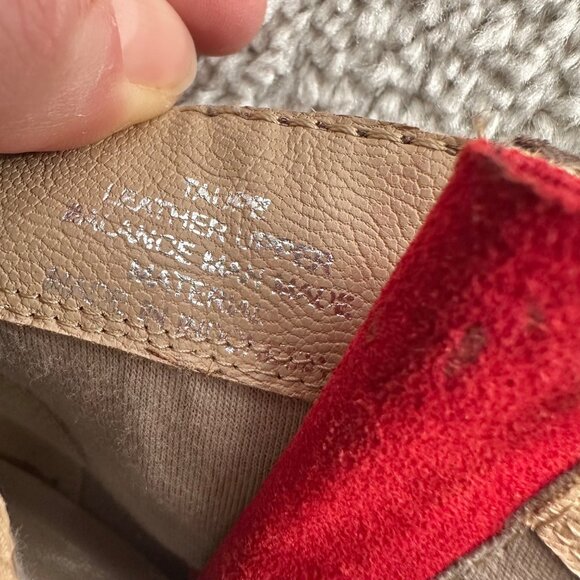 TAUPE
LEATHER UPPER
BALANCE MAN MADE
MATERIAL
MADE IN